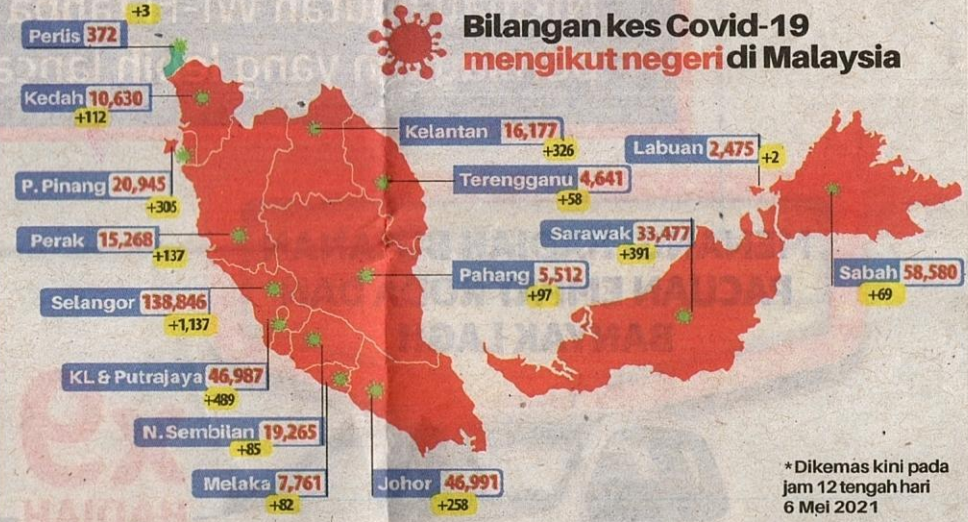 Bilangan kes Covid-19
mengikut negeri di Malaysia
+3
Perlis 372
Kedah 10,630
+112
P. Pinang 20,945
+306
Perak 15,268
+137
Selangor 138,846
+1,137
KL & Putrajaya 46,987
+489
N. Sembilan 19,265
+85
Melaka 7,761
+82
Johor 46,991
+258
Kelantan 16,177
+326
Terengganu 4,641
+58
Pahang 5,512
+97
Labuan 2,475
+2
Sarawak 33,477
+391
Sabah 58,580
+69
*Dikemas kini pada
jam 12 tengah hari
6 Mei 2021